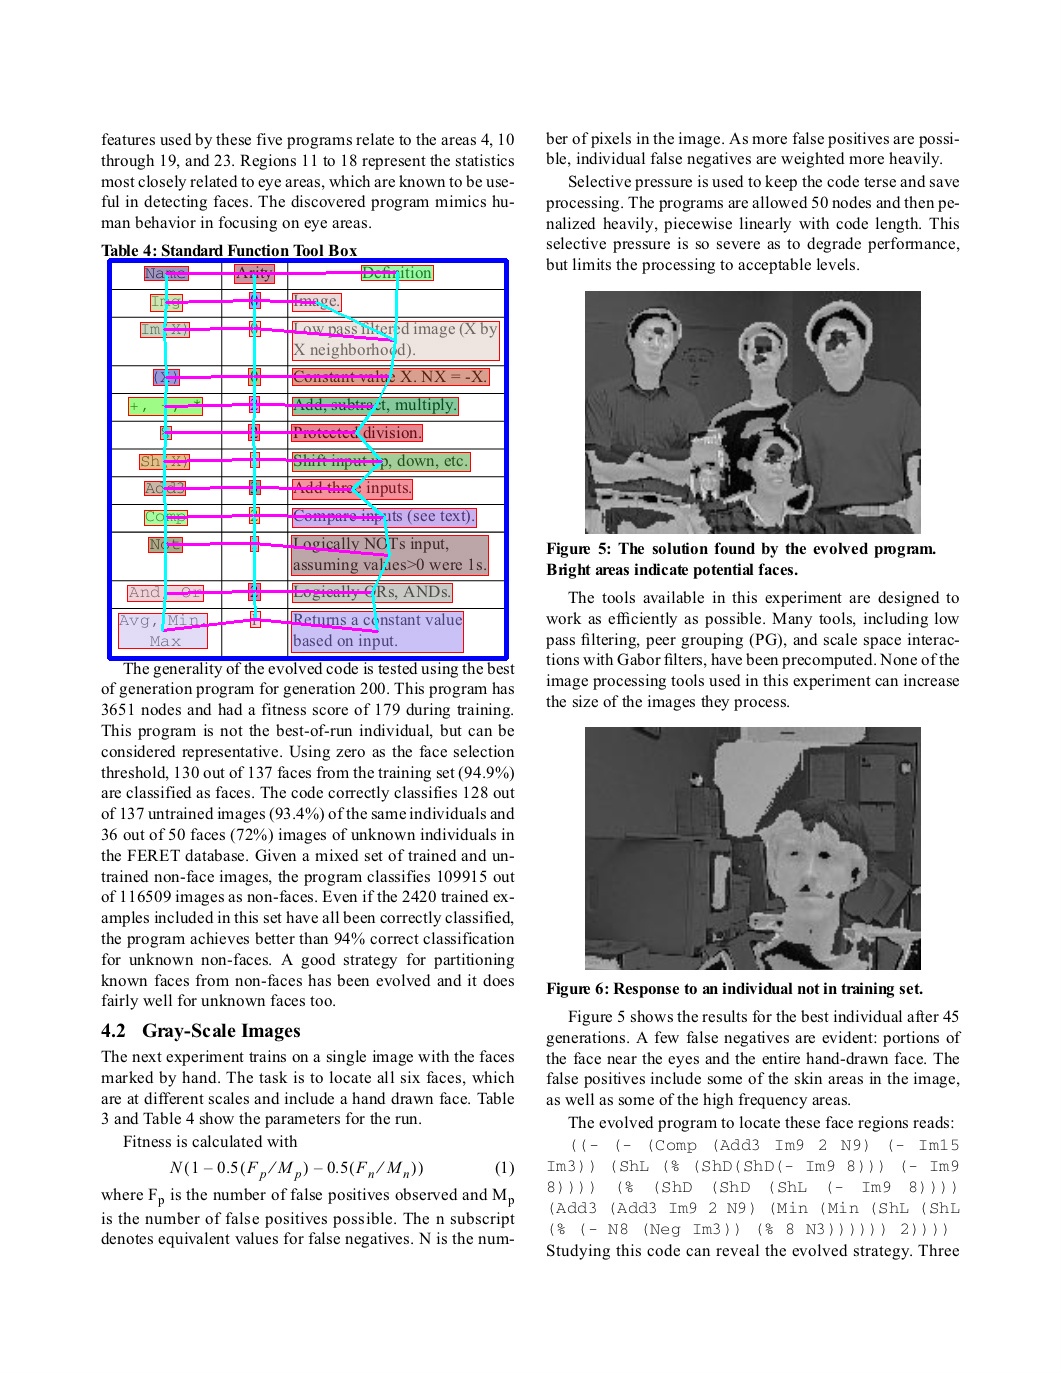 features used by these five programs relate to the areas 4, 10
through 19, and 23. Regions 11 to 18 represent the statistics
most closely related to eye areas, which are known to be use-
ful in detecting faces. The discovered program mimics hu-
man behavior in focusing on eye areas.
Table 4: Standard Function Tool Box
Name Arity Definition
Img Image.
Im(X) Low pass filtered image (X by
X neighborhood).
(X) Constant value X. NX = -X.
+, -, * Add, subtract, multiply.
Protected division.
Sh(X) Shift input up, down, etc.
Add3 Add three inputs.
Comp Compare inputs (see text).
Not Logically NOTs input,
assuming values>0 were 1s.
And, Or Logically ORs, ANDs.
Avg, Min, Returns a constant value
Max based on input.
The generality of the evolved code is tested using the best
of generation program for generation 200. This program has
3651 nodes and had a fitness score of 179 during training.
This program is not the best-of-run individual, but can be
considered representative. Using zero as the face selection
threshold, 130 out of 137 faces from the training set (94.9%)
are classified as faces. The code correctly classifies 128 out
of 137 untrained images (93.4%) of the same individuals and
36 out of 50 faces (72%) images of unknown individuals in
the FERET database. Given a mixed set of trained and un-
trained non-face images, the program classifies 109915 out
of 116509 images as non-faces. Even if the 2420 trained ex-
amples included in this set have all been correctly classified,
the program achieves better than 94% correct classification
for unknown non-faces. A good strategy for partitioning
known faces from non-faces has been evolved and it does
fairly well for unknown faces too.
4.2 Gray-Scale Images
The next experiment trains on a single image with the faces
marked by hand. The task is to locate all six faces, which
are at different scales and include a hand drawn face. Table
3 and Table 4 show the parameters for the run.
Fitness is calculated with
N(1 – 0.5(Fp/Mp) – 0.5(Fn/Mn)) (1)
where Fp is the number of false positives observed and Mp
is the number of false positives possible. The n subscript
denotes equivalent values for false negatives. N is the num-
ber of pixels in the image. As more false positives are possi-
ble, individual false negatives are weighted more heavily.
Selective pressure is used to keep the code terse and save
processing. The programs are allowed 50 nodes and then pe-
nalized heavily, piecewise linearly with code length. This
selective pressure is so severe as to degrade performance,
but limits the processing to acceptable levels.
Figure 5: The solution found by the evolved program.
Bright areas indicate potential faces.
The tools available in this experiment are designed to
work as efficiently as possible. Many tools, including low
pass filtering, peer grouping (PG), and scale space interac-
tions with Gabor filters, have been precomputed. None of the
image processing tools used in this experiment can increase
the size of the images they process.
Figure 6: Response to an individual not in training set.
Figure 5 shows the results for the best individual after 45
generations. A few false negatives are evident: portions of
the face near the eyes and the entire hand-drawn face. The
false positives include some of the skin areas in the image,
as well as some of the high frequency areas.
The evolved program to locate these face regions reads:
((- (- (Comp (Add3 Im9 2 N9) (- Im15
Im3)) (ShL (% (ShD(ShD(- Im9 8))) (- Im9
8)))) (% (ShD (ShD (ShL (- Im9 8))))
(Add3 (Add3 Im9 2 N9) (Min (Min (ShL (ShL
(% (- N8 (Neg Im3)) (% 8 N3)))))) 2))))
Studying this code can reveal the evolved strategy. Three